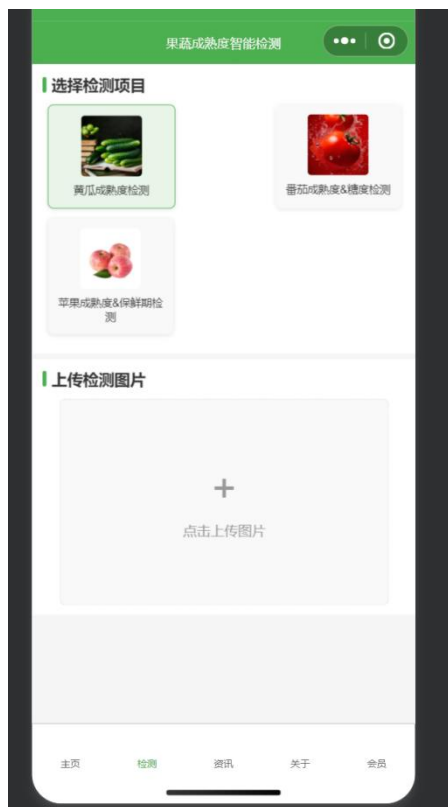 果蔬成熟度智能检测
选择检测项目
黄瓜成熟度检测
番茄成熟度&糖度检测
苹果成熟度&保鲜期检
测
上传检测图片
+
点击上传图片
主页
检测
资讯
关于
会员